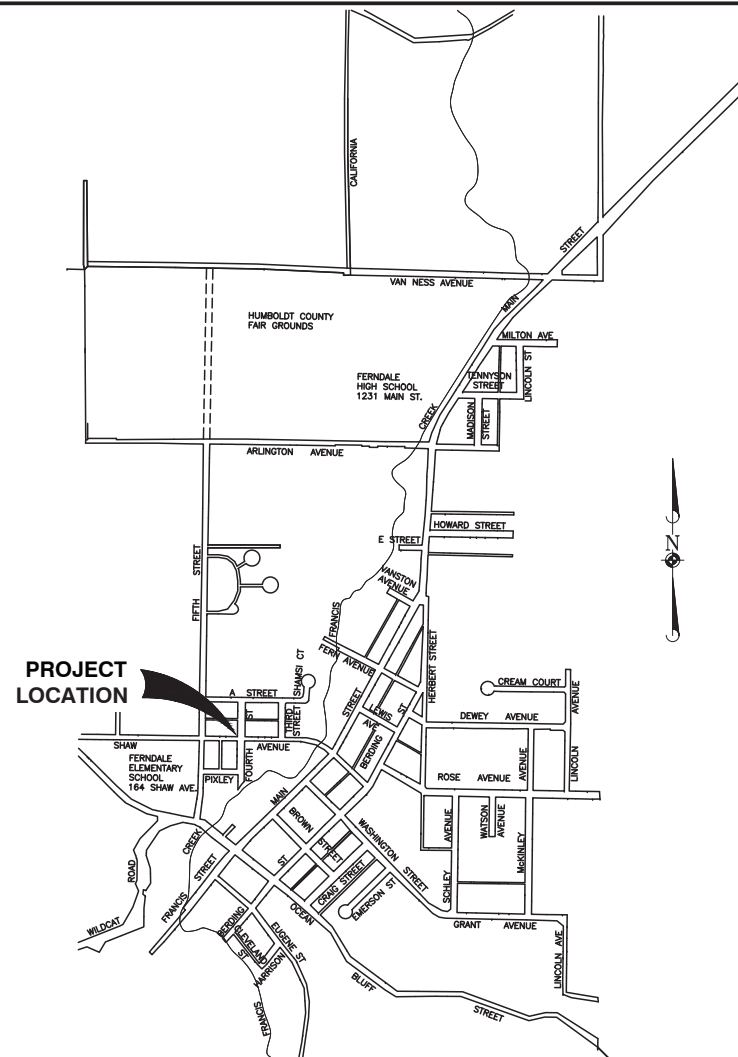 CALIFORNIA
STREET
VAN NESS AVENUE
MAIN
HUMBOLDT COUNTY
FAIR GROUNDS
MILTON AVE
LINCOLN ST
TENNYSON
STREET
FERNDALE
HIGH SCHOOL
1231 MAIN ST.
CREEK
MADISON
STREET
ARLINGTON AVENUE
HOWARD STREET
E STREET
N
FIFTH STREET
VANSTON
AVENUE
FRANCIS
FERN AVENUE
HERBERT STREET
PROJECT
LOCATION
SHAMSI CT
A STREET
THIRD
STREET
STREET
LEWIS ST
AVE
BERDING
CREAM COURT
DEWEY AVENUE
AVENUE
LINCOLN
SHAW AVENUE
FOURTH ST
FERNDALE
ELEMENTARY
SCHOOL
164 SHAW AVE.
PIXLEY
ROSE AVENUE
AVENUE
McKINLEY
WATSON
AVENUE
SCHLEY AVENUE
MAIN
BROWN
STREET
WASHINGTON
STREET
CREEK
STREET
FRANCIS
ST
CRAIG STREET
EMERSON ST
OCEAN
ROAD
WILDCAT
BERDING
CLEVELAND
ST
EUGENE ST
HARRISON
GRANT AVENUE
LINCOLN AVE
BLUFF
STREET
FRANCIS